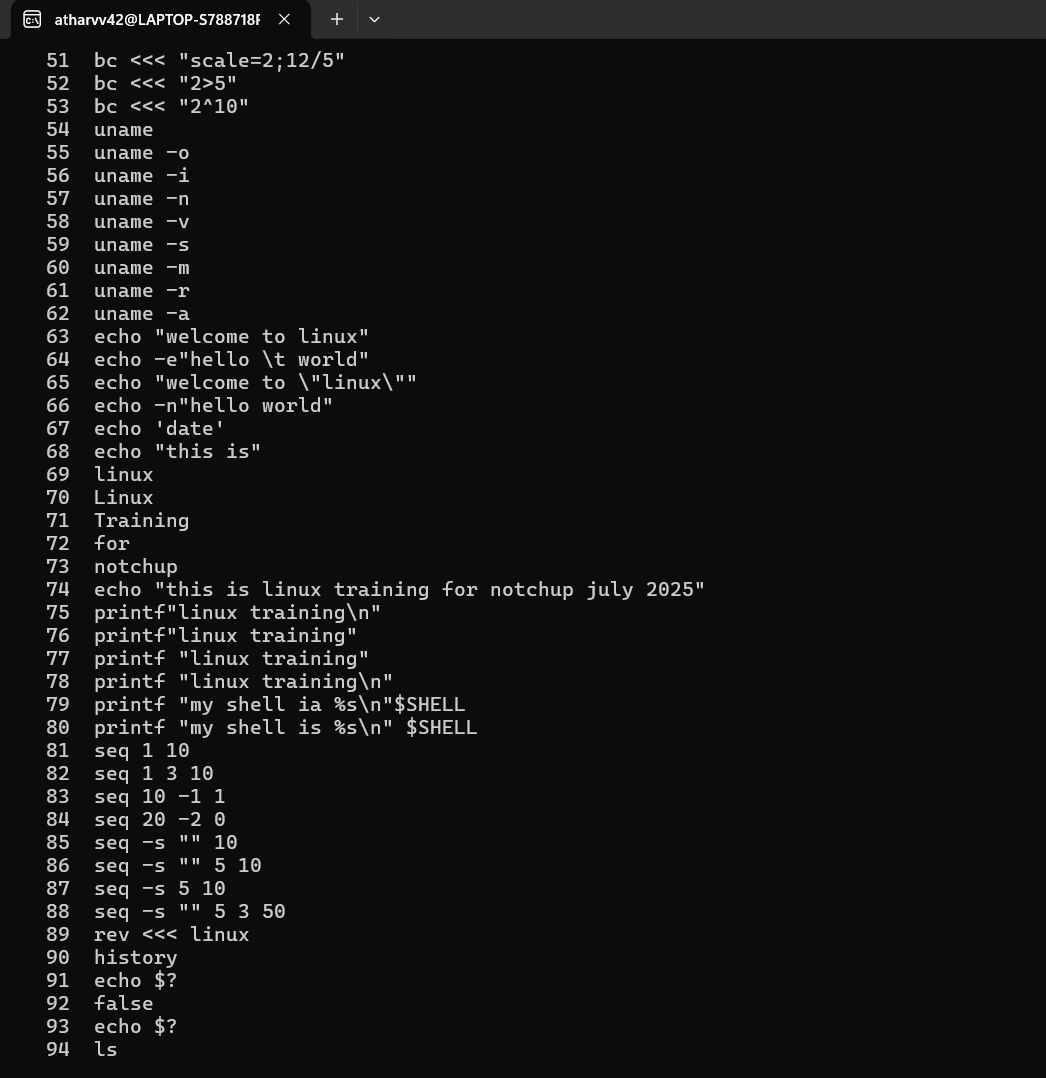 atharvv42@LAPTOP-S788718F
51 bc <<< "scale=2;12/5"
52 bc <<< "2>5"
53 bc <<< "2^10"
54 uname
55 uname -o
56 uname -i
57 uname -n
58 uname -v
59 uname -s
60 uname -m
61 uname -r
62 uname -a
63 echo "welcome to linux"
64 echo -e"hello \t world"
65 echo "welcome to \"linux\""
66 echo -n"hello world"
67 echo 'date'
68 echo "this is"
69 linux
70 Linux
71 Training
72 for
73 notchup
74 echo "this is linux training for notchup july 2025"
75 printf"linux training\n"
76 printf"linux training"
77 printf "linux training"
78 printf "linux training\n"
79 printf "my shell ia %s\n"$SHELL
80 printf "my shell is %s\n" $SHELL
81 seq 1 10
82 seq 1 3 10
83 seq 10 -1 1
84 seq 20 -2 0
85 seq -s "" 10
86 seq -s "" 5 10
87 seq -s 5 10
88 seq -s "" 5 3 50
89 rev <<< linux
90 history
91 echo $?
92 false
93 echo $?
94 ls